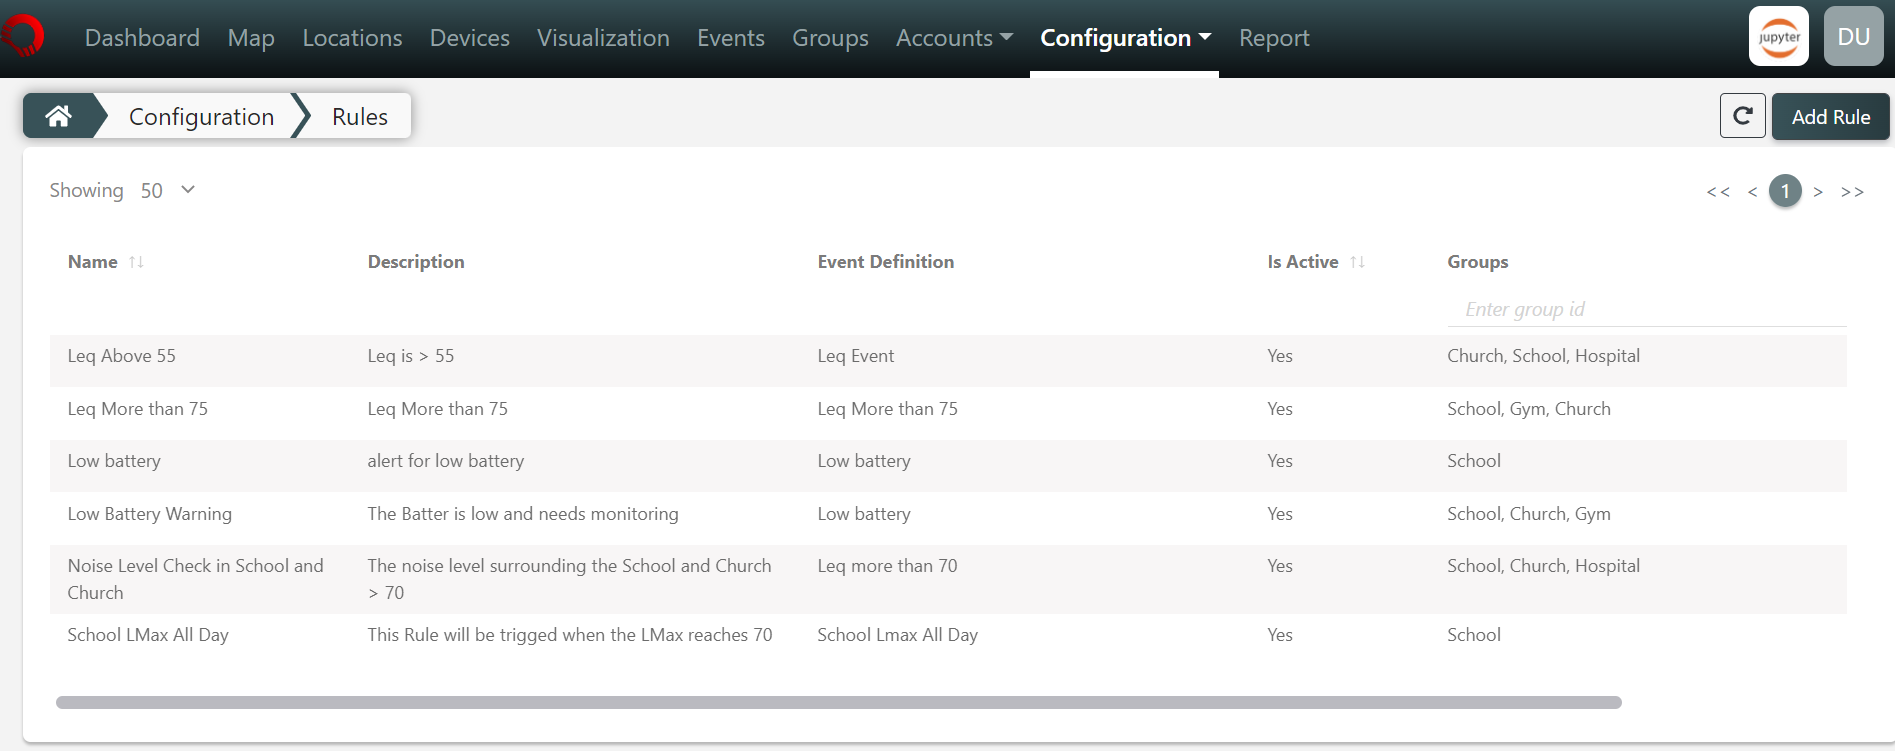 Dashboard Map Locations Devices Visualization Events Groups Accounts Configuration Report jupyter DU
Configuration Rules Add Rule
Showing 50 << < 1 > >>
Name Description Event Definition Is Active Groups
Enter group id
Leq Above 55 Leq is > 55 Leq Event Yes Church, School, Hospital
Leq More than 75 Leq More than 75 Leq More than 75 Yes School, Gym, Church
Low battery alert for low battery Low battery Yes School
Low Battery Warning The Batter is low and needs monitoring Low battery Yes School, Church, Gym
Noise Level Check in School and The noise level surrounding the School and Church Leq more than 70 Yes School, Church, Hospital
Church > 70
School LMax All Day This Rule will be trigged when the LMax reaches 70 School Lmax All Day Yes School